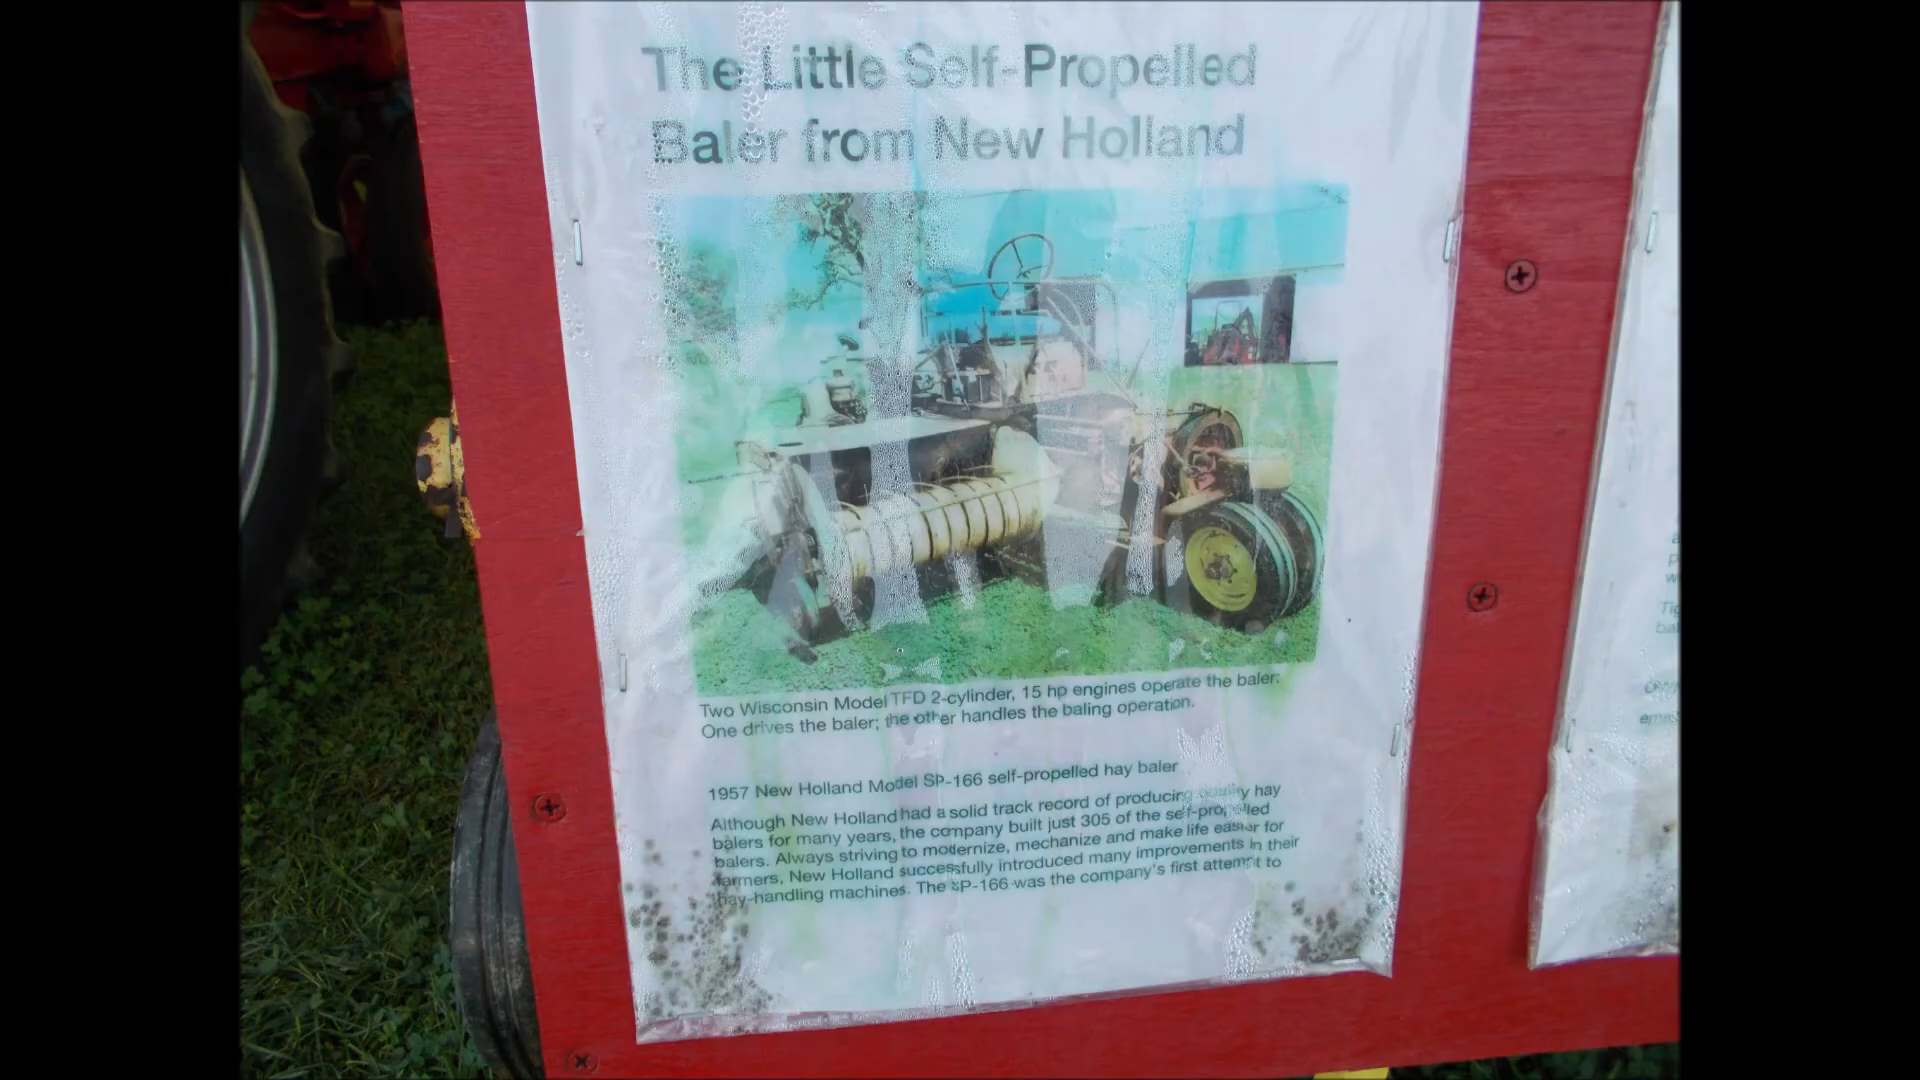 The Little Self-Propelled
Baler from New Holland
Two Wisconsin Model TFD 2-cylinder, 15 hp engines operate the baler:
One drives the baler; the other handles the baling operation.
1957 New Holland Model SP-166 self-propelled hay baler
Although New Holland had a solid track record of producing quality hay
balers for many years, the company built just 305 of the self-propelled
balers. Always striving to modernize, mechanize and make life easier for
farmers, New Holland successfully introduced many improvements in their
hay-handling machines. The SP-166 was the company's first attempt to